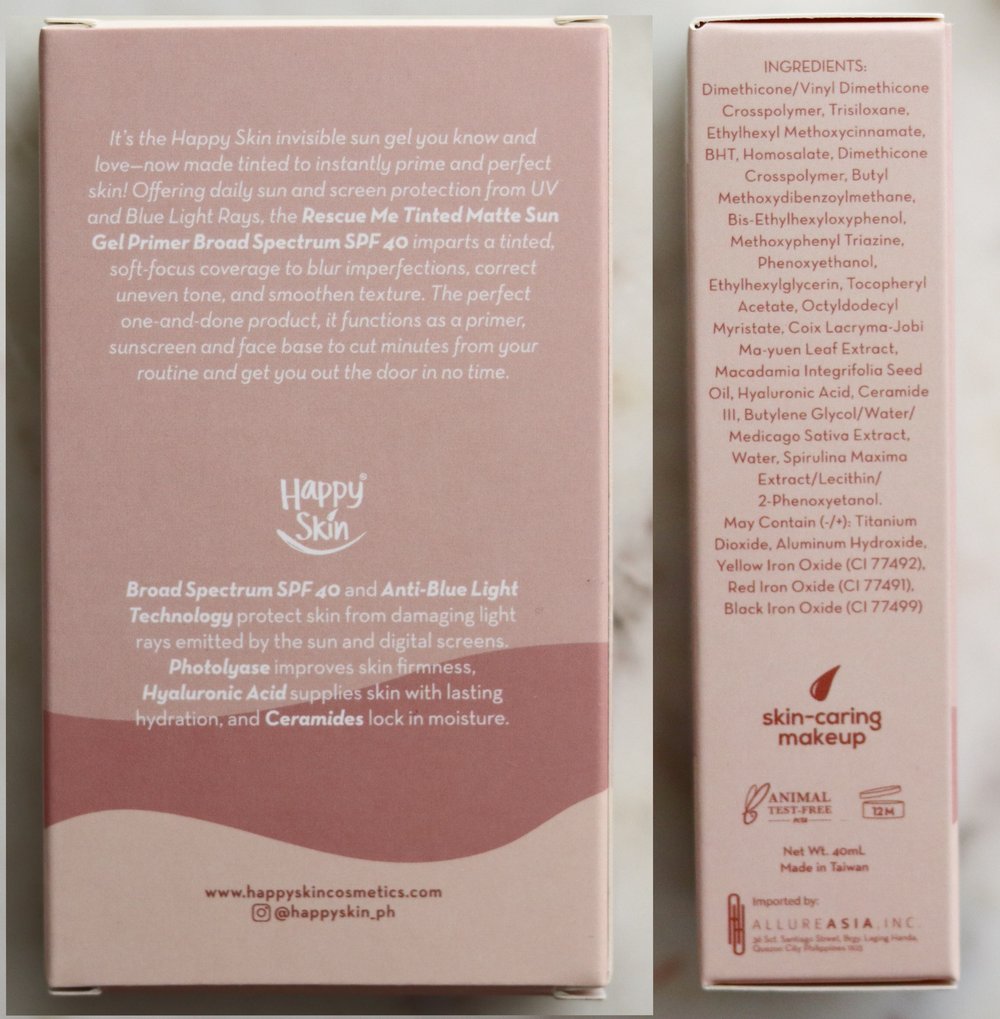 It's the Happy Skin invisible sun gel you know and
love—now made tinted to instantly prime and perfect
skin! Offering daily sun and screen protection from UV
and Blue Light Rays, the Rescue Me Tinted Matte Sun
Gel Primer Broad Spectrum SPF 40 imparts a tinted,
soft-focus coverage to blur imperfections, correct
uneven tone, and smoothen texture. The perfect
one-and-done product, it functions as a primer,
sunscreen and face base to cut minutes from your
routine and get you out the door in no time.
Happy®
Skin
Broad Spectrum SPF 40 and Anti-Blue Light
Technology protect skin from damaging light
rays emitted by the sun and digital screens.
Photolyase improves skin firmness,
Hyaluronic Acid supplies skin with lasting
hydration, and Ceramides lock in moisture.
www.happyskincosmetics.com
@happyskin_ph
INGREDIENTS:
Dimethicone/Vinyl Dimethicone
Crosspolymer, Trisiloxane,
Ethylhexyl Methoxycinnamate,
BHT, Homosalate, Dimethicone
Crosspolymer, Butyl
Methoxydibenzoylmethane,
Bis-Ethylhexyloxyphenol,
Methoxyphenyl Triazine,
Phenoxyethanol,
Ethylhexylglycerin, Tocopheryl
Acetate, Octyldodecyl
Myristate, Coix Lacryma-Jobi
Ma-yuen Leaf Extract,
Macadamia Integrifolia Seed
Oil, Hyaluronic Acid, Ceramide
III, Butylene Glycol/Water/
Medicago Sativa Extract,
Water, Spirulina Maxima
Extract/Lecithin/
2-Phenoxyetanol.
May Contain (-/+): Titanium
Dioxide, Aluminum Hydroxide,
Yellow Iron Oxide (CI 77492),
Red Iron Oxide (CI 77491),
Black Iron Oxide (CI 77499)
skin-caring
makeup
ANIMAL
TEST-FREE
12M
Net Wt. 40mL
Made in Taiwan
Imported by:
ALLUREASIA, INC.
36 Sct. Santiago Street, Brgy. Laging Handa,
Quezon City Philippines 1103